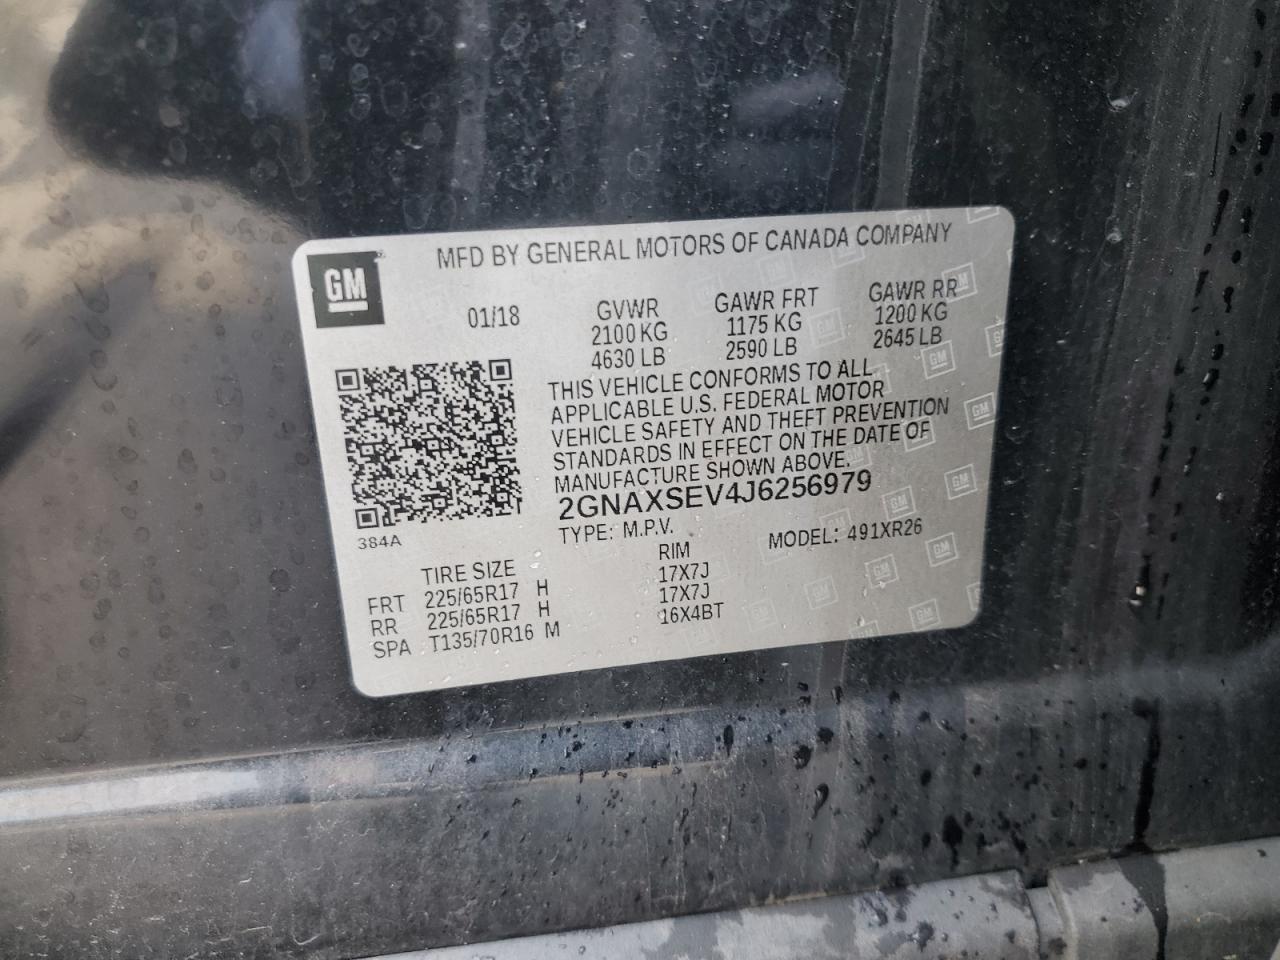 GM
MFD BY GENERAL MOTORS OF CANADA COMPANY
01/18
GVWR GAWR FRT GAWR RR
2100 KG 1175 KG 1200 KG
4630 LB 2590 LB 2645 LB
THIS VEHICLE CONFORMS TO ALL
APPLICABLE U.S. FEDERAL MOTOR
VEHICLE SAFETY AND THEFT PREVENTION
STANDARDS IN EFFECT ON THE DATE OF
MANUFACTURE SHOWN ABOVE.
2GNAXSEV4J6256979
384A
TYPE: M.P.V. MODEL: 491XR26
TIRE SIZE RIM
FRT 225/65R17 H 17X7J
RR 225/65R17 H 17X7J
SPA T135/70R16 M 16X4BT